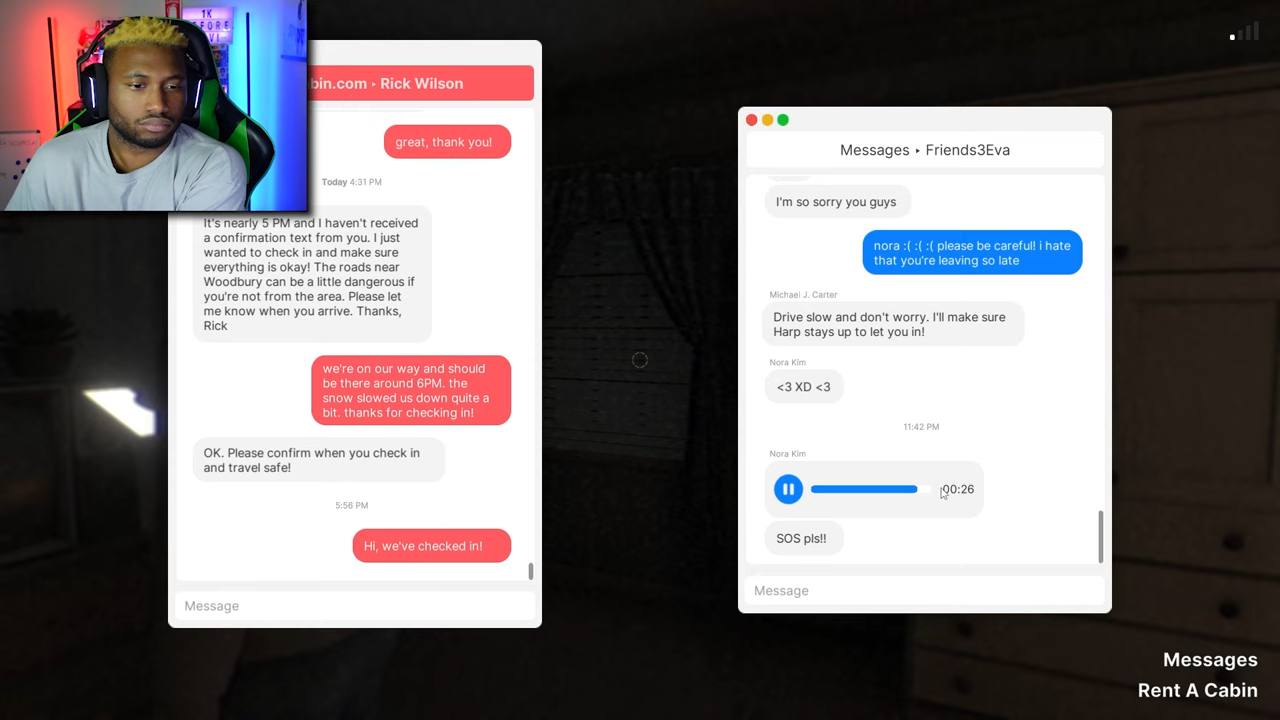 1K
bin.com ▸ Rick Wilson
great, thank you!
Today 4:31 PM
It's nearly 5 PM and I haven't received
a confirmation text from you. I just
wanted to check in and make sure
everything is okay! The roads near
Woodbury can be a little dangerous if
you're not from the area. Please let
me know when you arrive. Thanks,
Rick
we're on our way and should
be there around 6PM. the
snow slowed us down quite a
bit. thanks for checking in!
OK. Please confirm when you check in
and travel safe!
5:56 PM
Hi, we've checked in!
Message
Messages ▸ Friends3Eva
I'm so sorry you guys
nora :( :( :( please be careful! i hate
that you're leaving so late
Michael J. Carter
Drive slow and don't worry. I'll make sure
Harp stays up to let you in!
Nora Kim
<3 XD <3
11:42 PM
Nora Kim
00:26
SOS pls!!
Message
Messages
Rent A Cabin